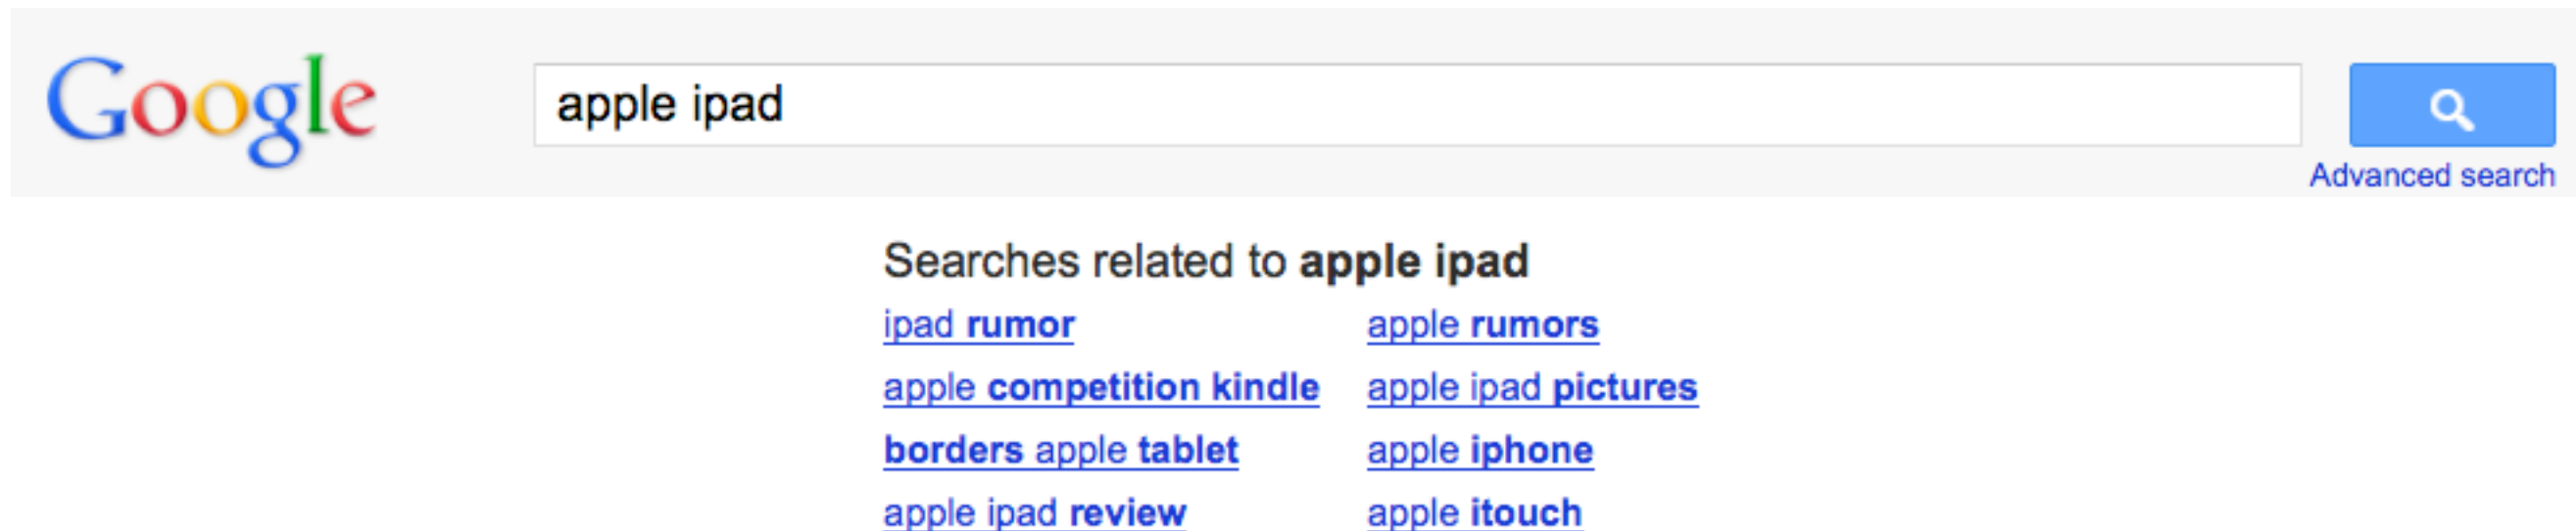 Google
apple ipad
Advanced search
Searches related to apple ipad
ipad rumor
apple rumors
apple competition kindle
apple ipad pictures
borders apple tablet
apple iphone
apple ipad review
apple itouch